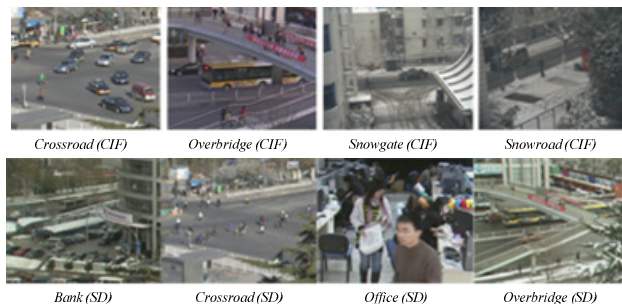 Crossroad (CIF)
Overbridge (CIF)
Snowgate (CIF)
Snowroad (CIF)
Bank (SD)
Crossroad (SD)
Office (SD)
Overbridge (SD)